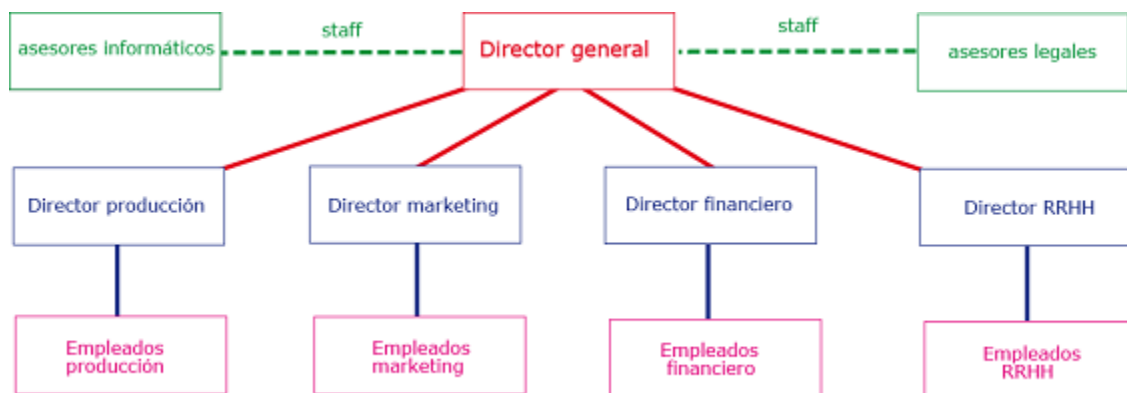 staff
staff
asesores informáticos
Director general
asesores legales
Director producción
Director marketing
Director financiero
Director RRHH
Empleados
producción
Empleados
marketing
Empleados
financiero
Empleados
RRHH